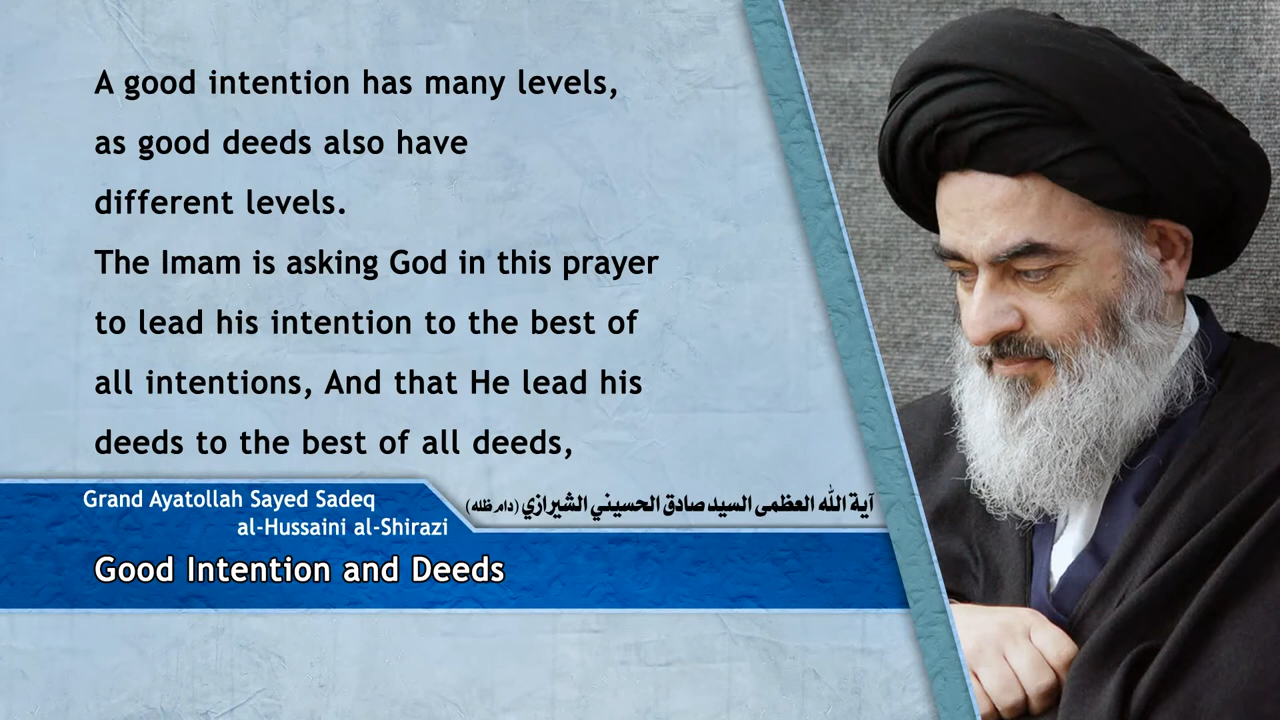 A good intention has many levels,
as good deeds also have
different levels.
The Imam is asking God in this prayer
to lead his intention to the best of
all intentions, And that He lead his
deeds to the best of all deeds,
Grand Ayatollah Sayed Sadeq
al-Hussaini al-Shirazi
آية الله العظمى السيد صادق الحسيني الشيرازي (دام ظله)
Good Intention and Deeds